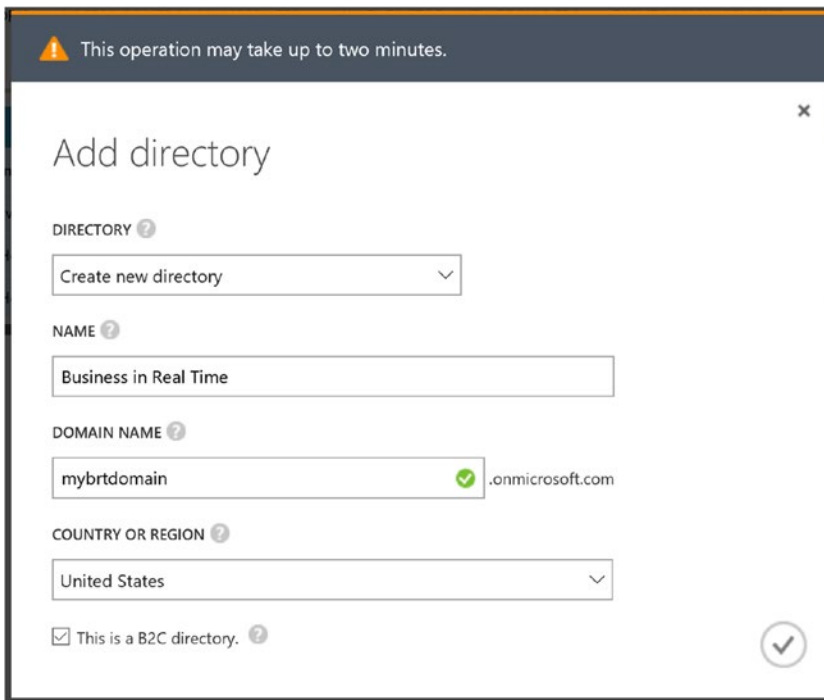 This operation may take up to two minutes.
Add directory
DIRECTORY ?
Create new directory
NAME ?
Business in Real Time
DOMAIN NAME ?
mybrtdomain .onmicrosoft.com
COUNTRY OR REGION ?
United States
This is a B2C directory. ?